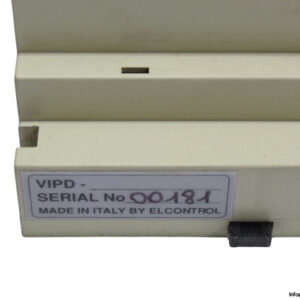 VIPD -
SERIAL No 00181
MADE IN ITALY BY ELCONTROL